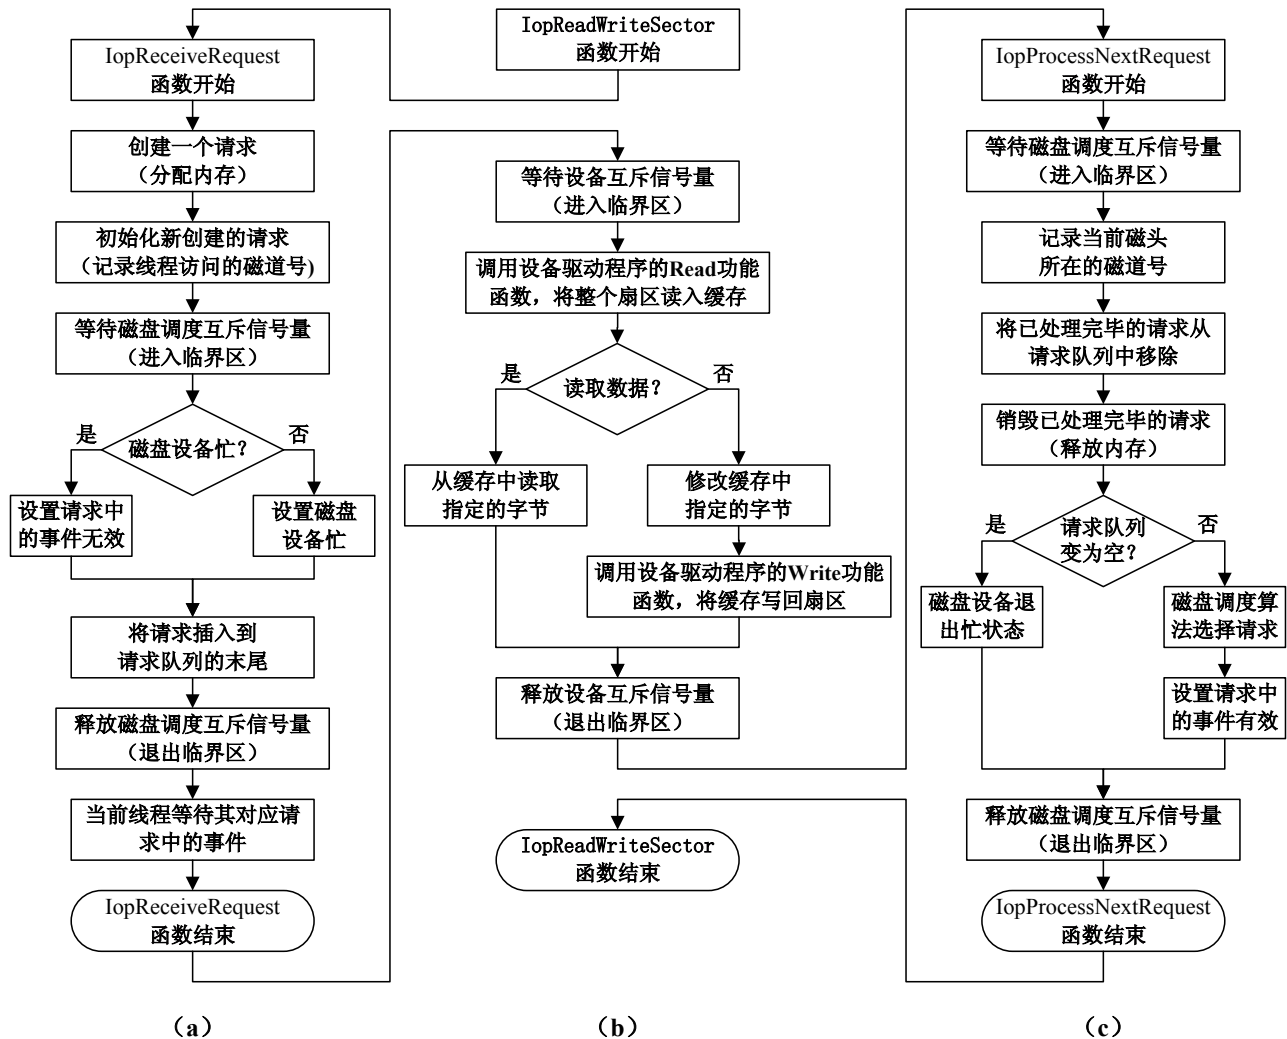 IopReceiveRequest
函数开始
创建一个请求
（分配内存）
初始化新创建的请求
（记录线程访问的磁道号)
等待磁盘调度互斥信号量
（进入临界区）
是
磁盘设备忙？
否
设置请求中
的事件无效
设置磁盘
设备忙
将请求插入到
请求队列的末尾
释放磁盘调度互斥信号量
（退出临界区）
当前线程等待其对应请
求中的事件
IopReceiveRequest
函数结束
（a）
IopReadWriteSector
函数开始
等待设备互斥信号量
（进入临界区）
调用设备驱动程序的Read功能
函数，将整个扇区读入缓存
是
读取数据？
否
从缓存中读取
指定的字节
修改缓存中
指定的字节
调用设备驱动程序的Write功能
函数，将缓存写回扇区
释放设备互斥信号量
（退出临界区）
IopReadWriteSector
函数结束
（b）
IopProcessNextRequest
函数开始
等待磁盘调度互斥信号量
（进入临界区）
记录当前磁头
所在的磁道号
将已处理完毕的请求从
请求队列中移除
销毁已处理完毕的请求
（释放内存）
是
请求队列
变为空？
否
磁盘设备退
出忙状态
磁盘调度算
法选择请求
设置请求中
的事件有效
释放磁盘调度互斥信号量
（退出临界区）
IopProcessNextRequest
函数结束
（c）